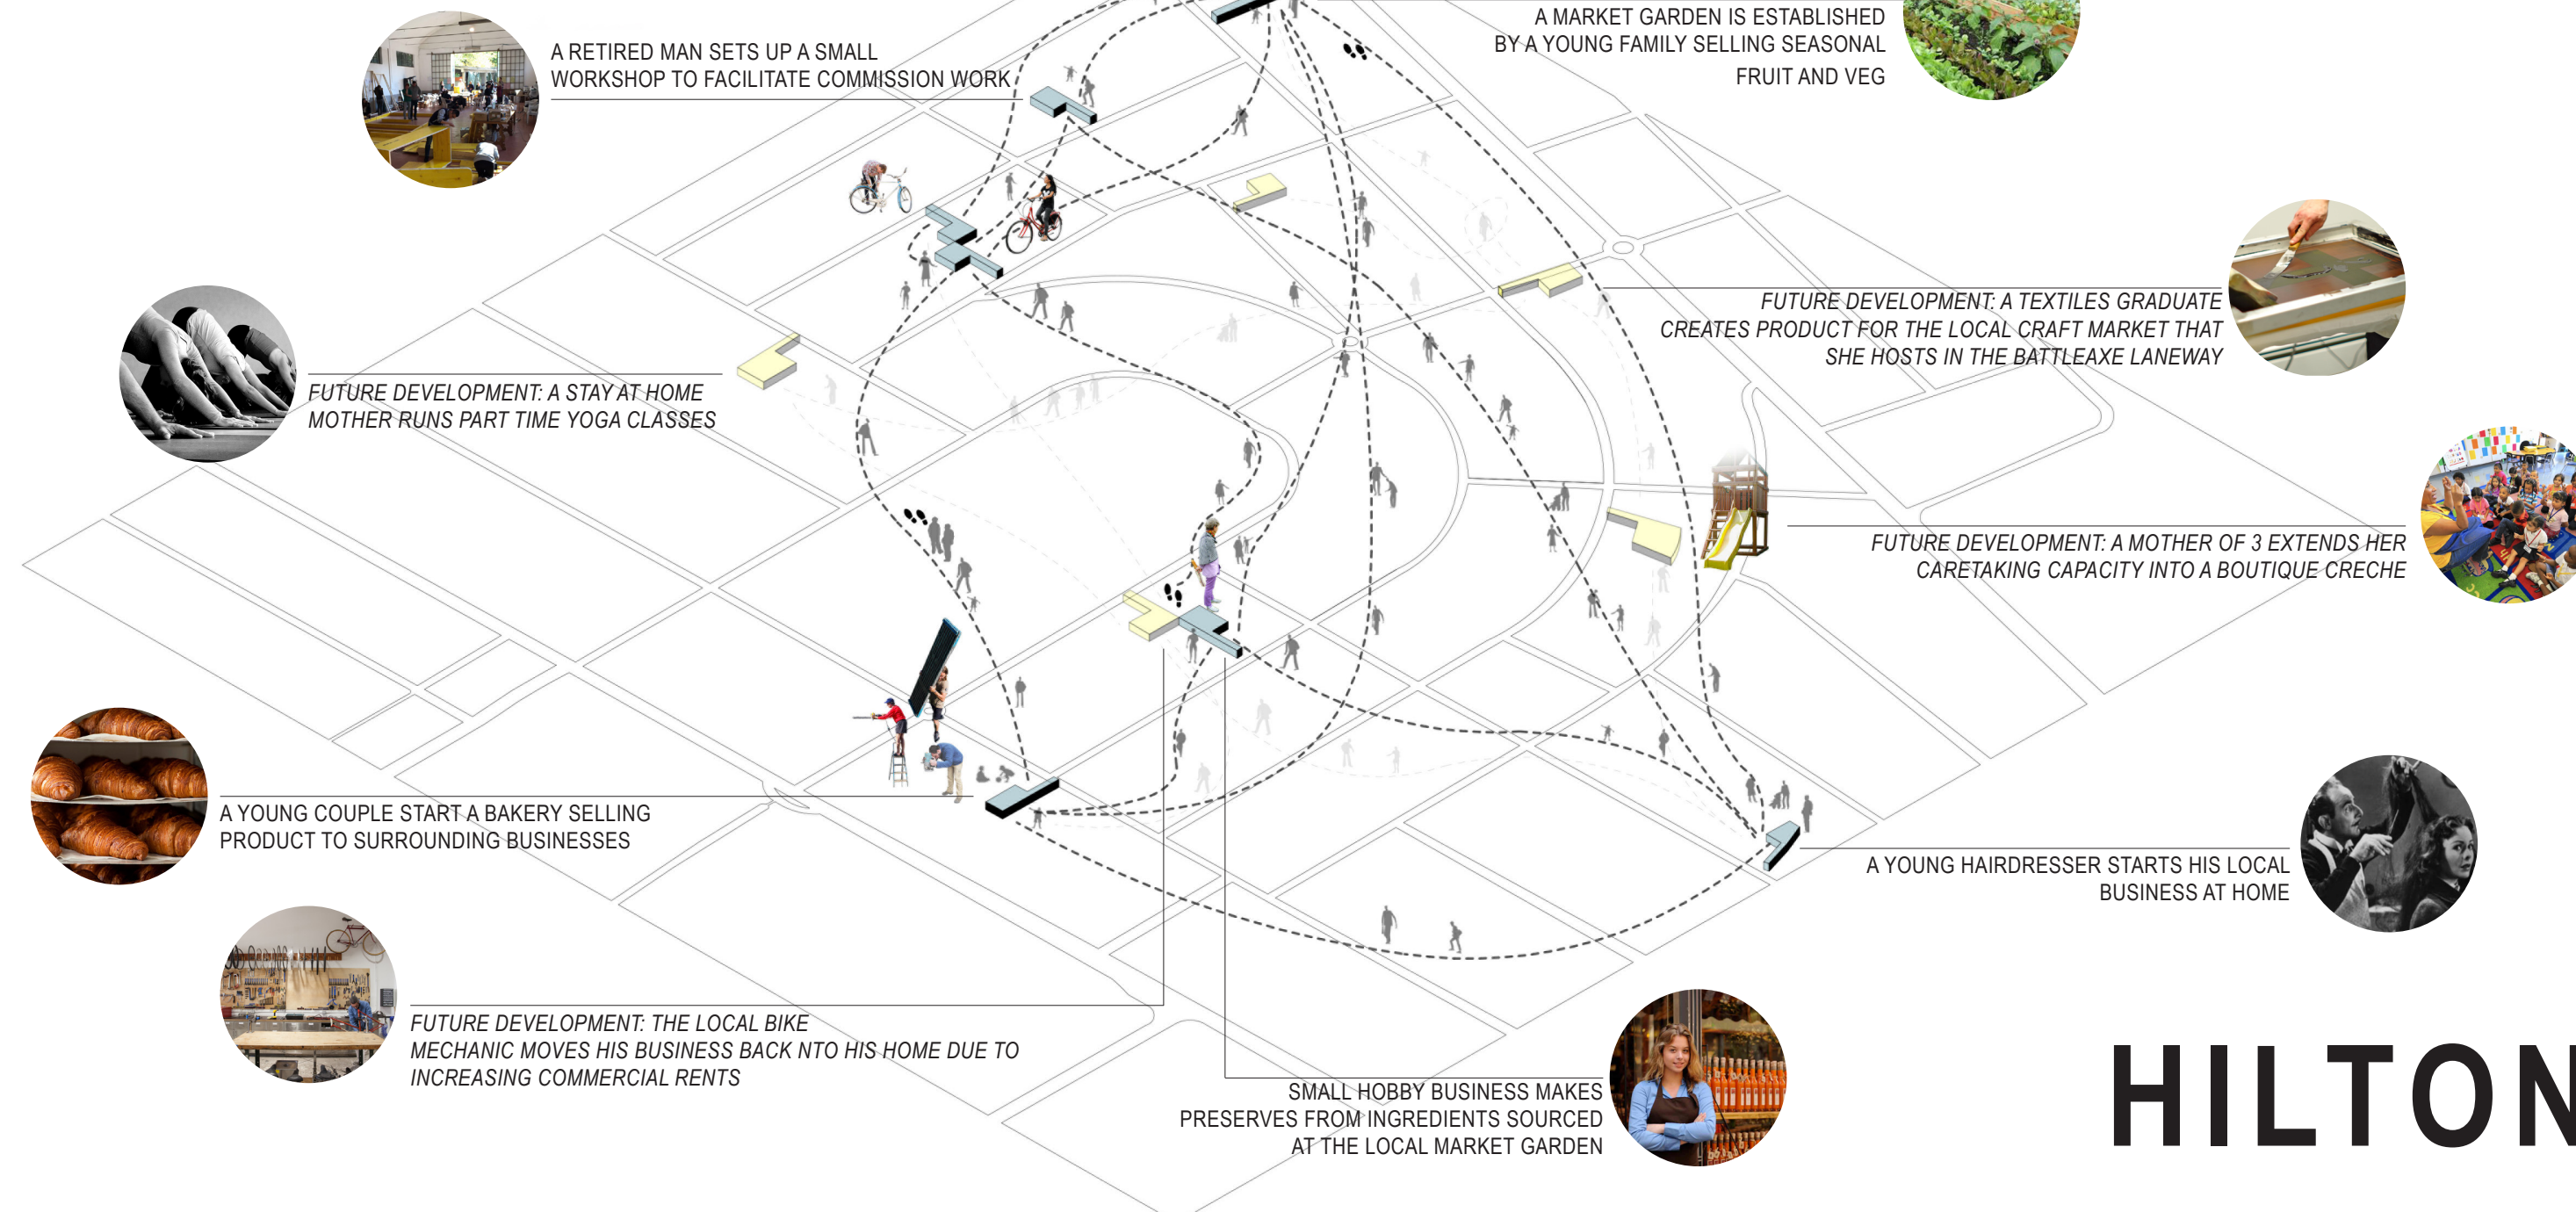 A RETIRED MAN SETS UP A SMALL
WORKSHOP TO FACILITATE COMMISSION WORK
A MARKET GARDEN IS ESTABLISHED
BY A YOUNG FAMILY SELLING SEASONAL
FRUIT AND VEG
FUTURE DEVELOPMENT: A TEXTILES GRADUATE
CREATES PRODUCT FOR THE LOCAL CRAFT MARKET THAT
SHE HOSTS IN THE BATTLEAXE LANEWAY
FUTURE DEVELOPMENT: A STAY AT HOME
MOTHER RUNS PART TIME YOGA CLASSES
FUTURE DEVELOPMENT: A MOTHER OF 3 EXTENDS HER
CARETAKING CAPACITY INTO A BOUTIQUE CRECHE
A YOUNG COUPLE START A BAKERY SELLING
PRODUCT TO SURROUNDING BUSINESSES
A YOUNG HAIRDRESSER STARTS HIS LOCAL
BUSINESS AT HOME
FUTURE DEVELOPMENT: THE LOCAL BIKE
MECHANIC MOVES HIS BUSINESS BACK NTO HIS HOME DUE TO
INCREASING COMMERCIAL RENTS
SMALL HOBBY BUSINESS MAKES
PRESERVES FROM INGREDIENTS SOURCED
AT THE LOCAL MARKET GARDEN
HILTON